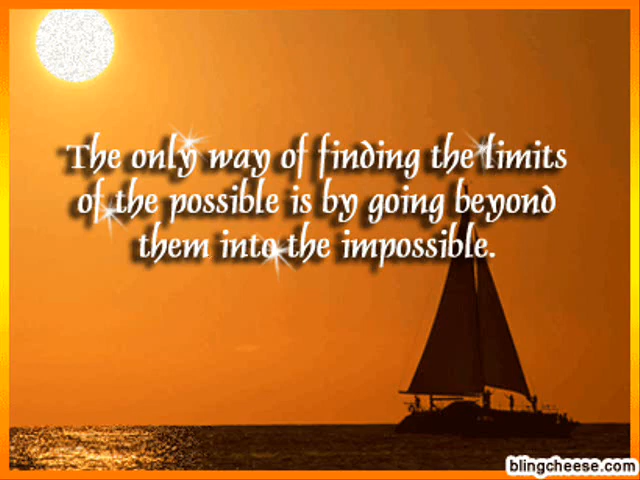 The only way of finding the limits
of the possible is by going beyond
them into the impossible.
blingcheese.com